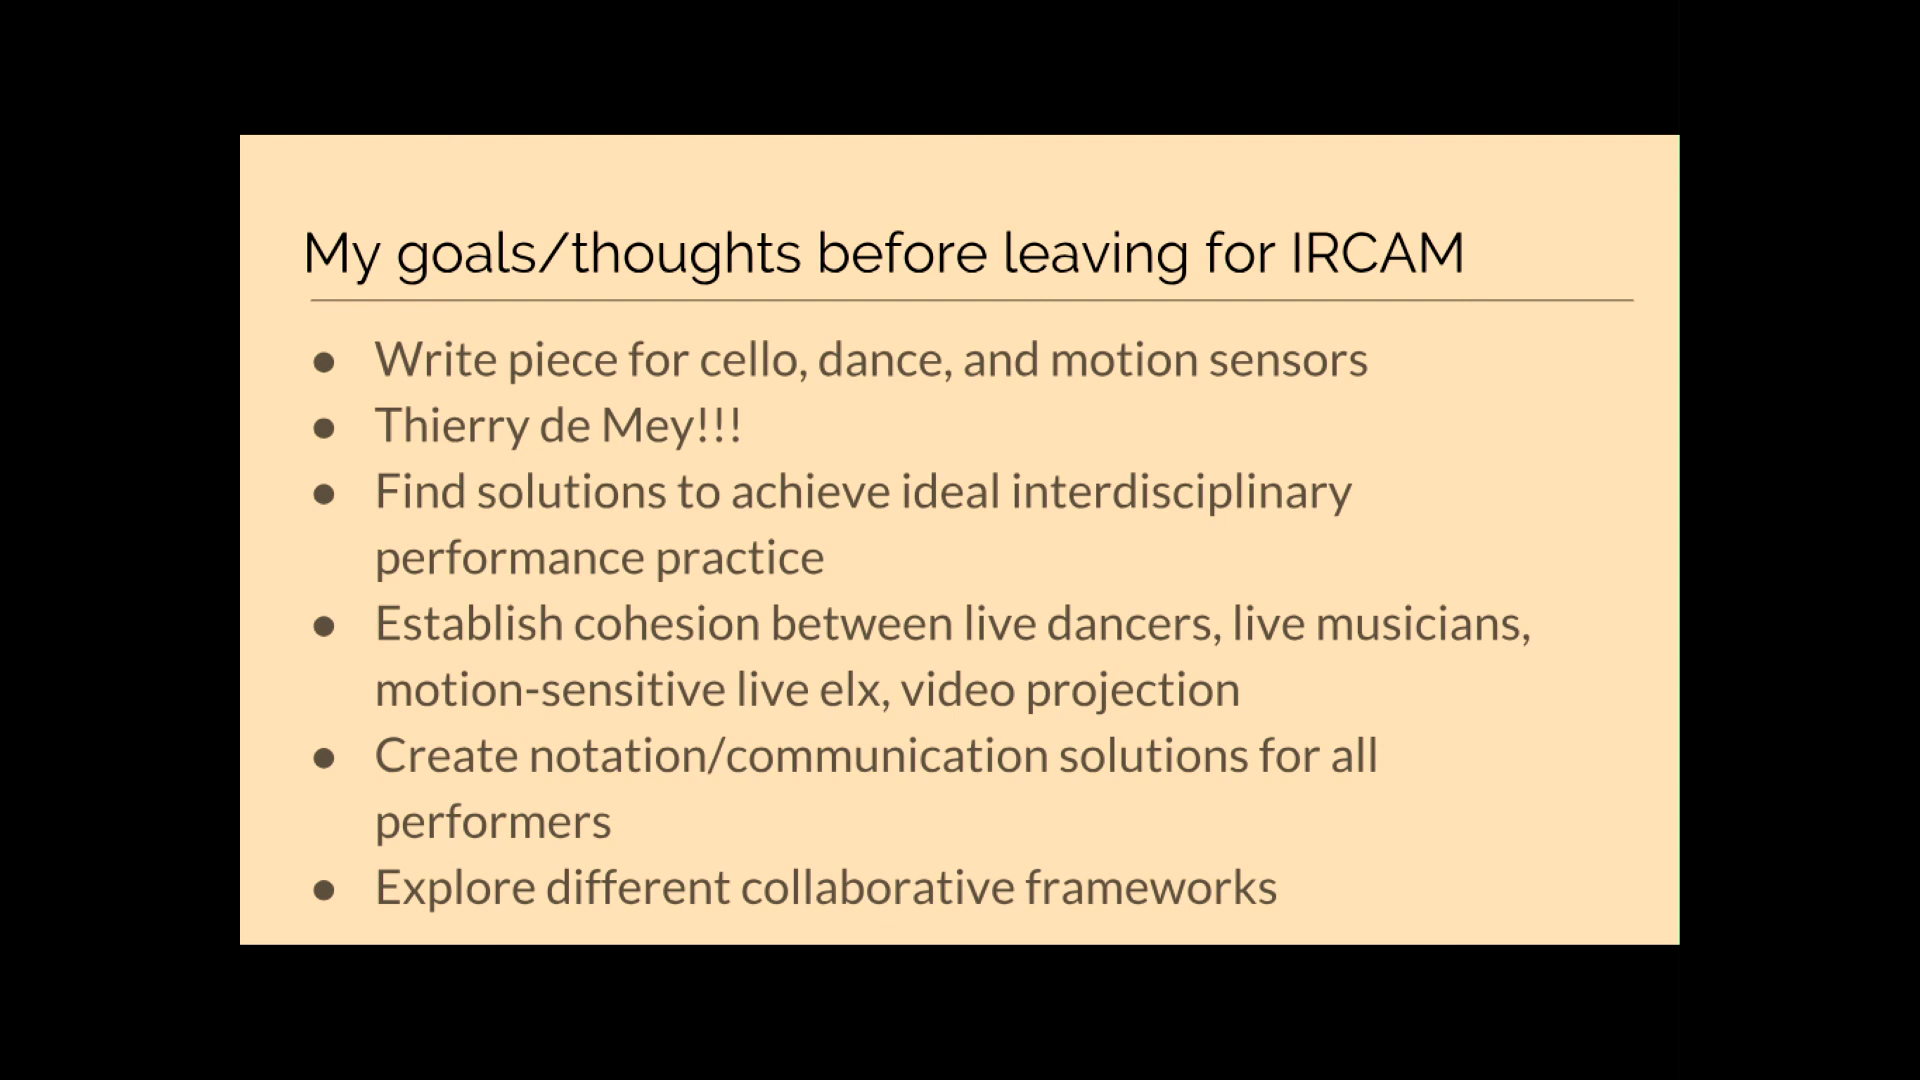 My goals/thoughts before leaving for IRCAM
● Write piece for cello, dance, and motion sensors
● Thierry de Mey!!!
● Find solutions to achieve ideal interdisciplinary
performance practice
● Establish cohesion between live dancers, live musicians,
motion-sensitive live elx, video projection
● Create notation/communication solutions for all
performers
● Explore different collaborative frameworks